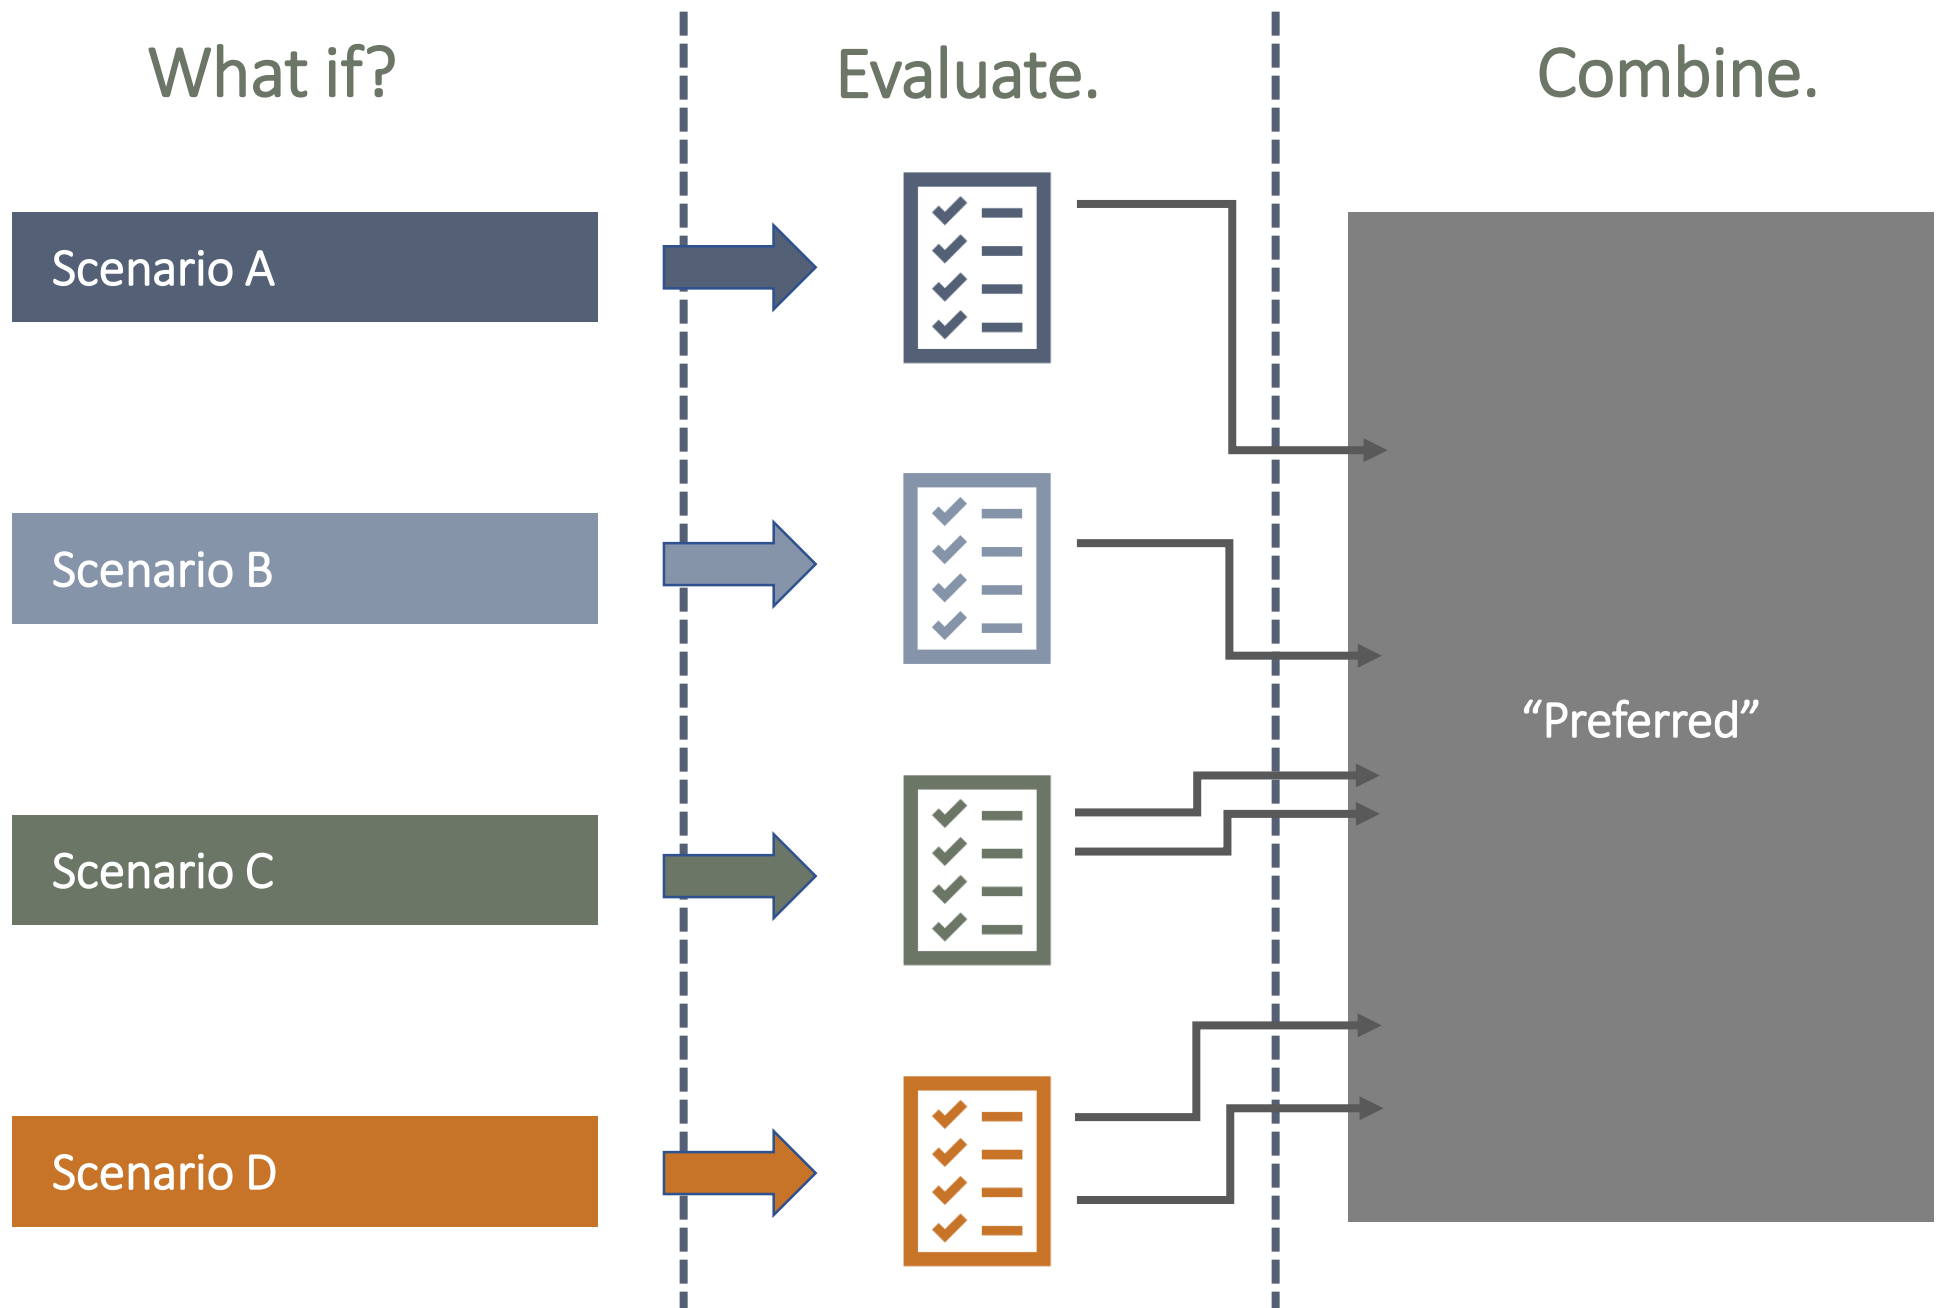 What if?
Evaluate.
Combine.
Scenario A
Scenario B
Scenario C
Scenario D
“Preferred”